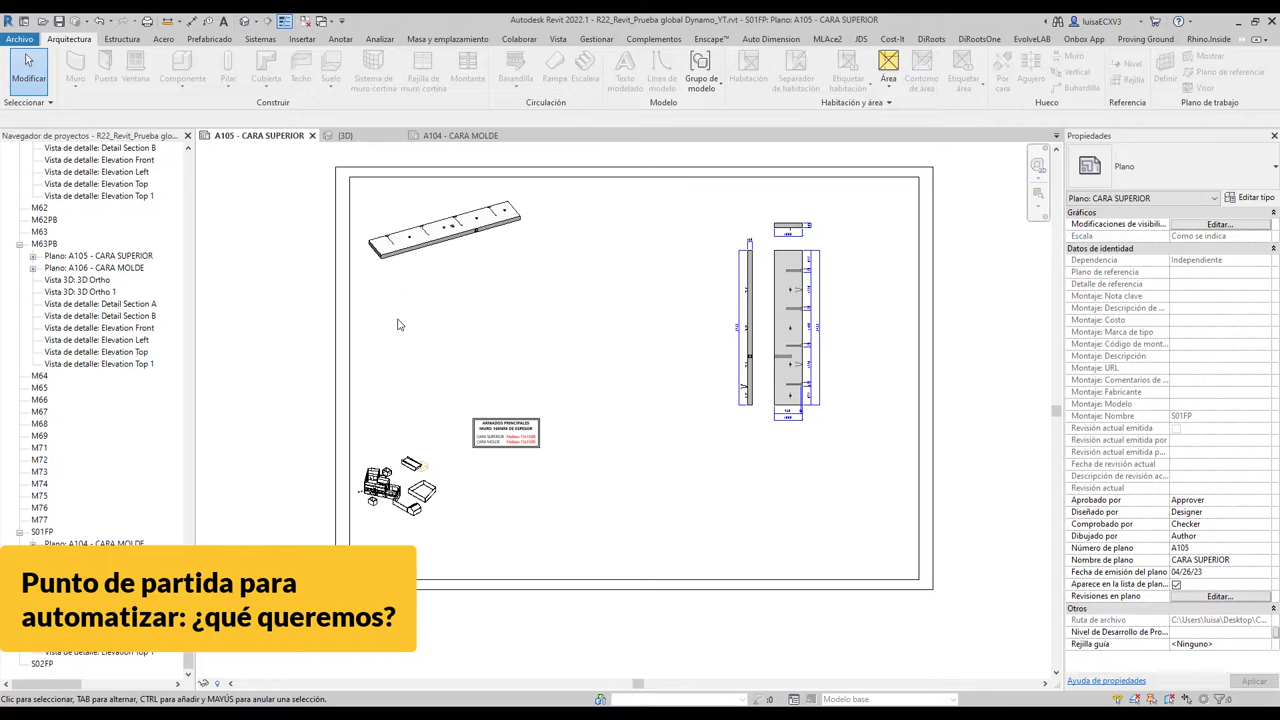 Autodesk Revit 2022.1 - R22_Revit_Prueba global Dynamo_YT.rvt - S01FP: Plano: A105 - CARA SUPERIOR
luisaECXV3
Archivo Arquitectura Estructura Acero Prefabricado Sistemas Insertar Anotar Analizar Masa y emplazamiento Colaborar Vista Gestionar Complementos Enscape™ Auto Dimension MLAce2 JDS Cost-It DiRoots DiRootsOne EvolveLAB Onbox App Proving Ground Rhino.Inside
Modificar Muro Puerta Ventana Componente Pilar Cubierta Techo Suelo Sistema de muro cortina Rejilla de muro cortina Montante Barandilla Rampa Escalera Texto modelado Línea de modelo Grupo de modelo Habitación Separador de habitación Etiquetar habitación Área Contorno de área Etiquetar área Por cara Agujero Muro Vertical Buhardilla Nivel Rejilla Definir Mostrar Plano de referencia Visor
Seleccionar Construir Circulación Modelo Habitación y área Hueco Referencia Plano de trabajo
Navegador de proyectos - R22_Revit_Prueba glo...
A105 - CARA SUPERIOR {3D} A104 - CARA MOLDE
Propiedades
Vista de detalle: Detail Section B
Vista de detalle: Elevation Front
Vista de detalle: Elevation Left
Vista de detalle: Elevation Top
Vista de detalle: Elevation Top 1
M62
M62PB
M63
M63PB
Plano: A105 - CARA SUPERIOR
Plano: A106 - CARA MOLDE
Vista 3D: 3D Ortho
Vista 3D: 3D Ortho 1
Vista de detalle: Detail Section A
Vista de detalle: Detail Section B
Vista de detalle: Elevation Front
Vista de detalle: Elevation Left
Vista de detalle: Elevation Top
Vista de detalle: Elevation Top 1
M64
M65
M66
M67
M68
M69
M71
M72
M73
M74
M75
M76
M77
S01FP
Plano: A104 - CARA MOLDE
Vista de detalle: Elevation Top 1
S02FP
ARMADOS PRINCIPALES
CARA SUPERIOR
CARA MOLDE
Punto de partida para
automatizar: ¿qué queremos?
Plano
Plano: CARA SUPERIOR Editar tipo
Gráficos
Modificaciones de visibili... Editar...
Escala Como se indica
Datos de identidad
Dependencia Independiente
Plano de referencia
Detalle de referencia
Montaje: Nota clave
Montaje: Descripción de ...
Montaje: Costo
Montaje: Marca de tipo
Montaje: Código de mont...
Montaje: Descripción
Montaje: URL
Montaje: Comentarios de ...
Montaje: Fabricante
Montaje: Modelo
Montaje: Nombre S01FP
Revisión actual emitida
Revisión actual emitida por
Revisión actual emitida p...
Fecha de revisión actual
Descripción de revisión ac...
Revisión actual
Aprobado por Approver
Diseñado por Designer
Comprobado por Checker
Dibujado por Author
Número de plano A105
Nombre de plano CARA SUPERIOR
Fecha de emisión del plano 04/26/23
Aparece en la lista de plan...
Revisiones en plano Editar...
Otros
Ruta de archivo C:\Users\luisa\Desktop\C...
Nivel de Desarrollo de Pro...
Rejilla guía <Ninguno>
Ayuda de propiedades Aplicar
Clic para seleccionar, TAB para alternar, CTRL para añadir y MAYÚS para anular una selección.
:0 Modelo base :0